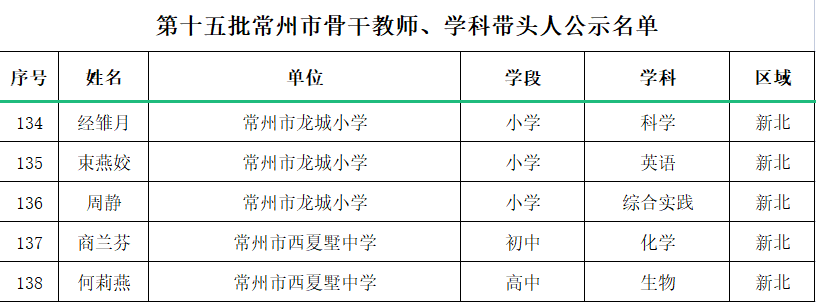 第十五批常州市骨干教师、学科带头人公示名单
序号 姓名 单位 学段 学科 区域
134 经雏月 常州市龙城小学 小学 科学 新北
135 束燕姣 常州市龙城小学 小学 英语 新北
136 周静 常州市龙城小学 小学 综合实践 新北
137 商兰芬 常州市西夏墅中学 初中 化学 新北
138 何莉燕 常州市西夏墅中学 高中 生物 新北